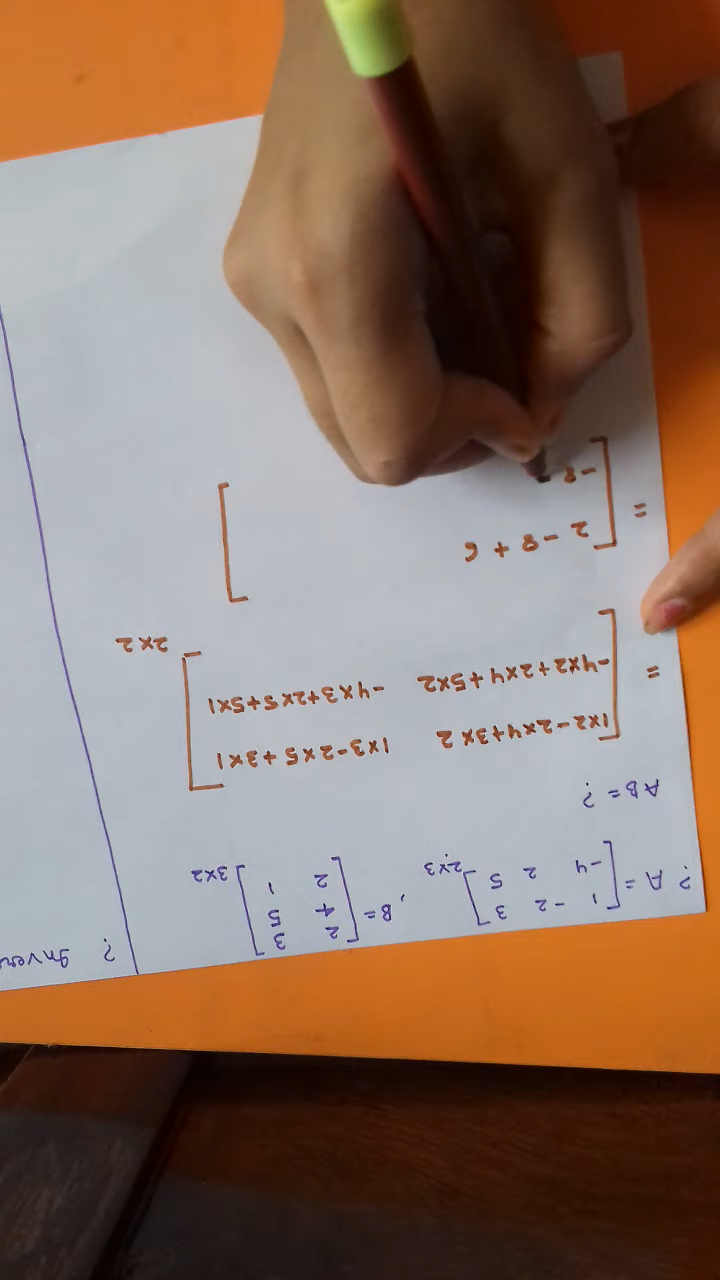 ? A = [ 1 -2 3 ] , B = [ 2 3 ] ? Inver
-4 2 5 2x3 4 5
2 1 3x2
AB = ?
= [ 1x2-2x4+3x2 1x3-2x5+3x1 ]
-4x2+2x4+5x2 -4x3+2x5+5x1 2x2
= [ 2 -8 + 6 ]
-8